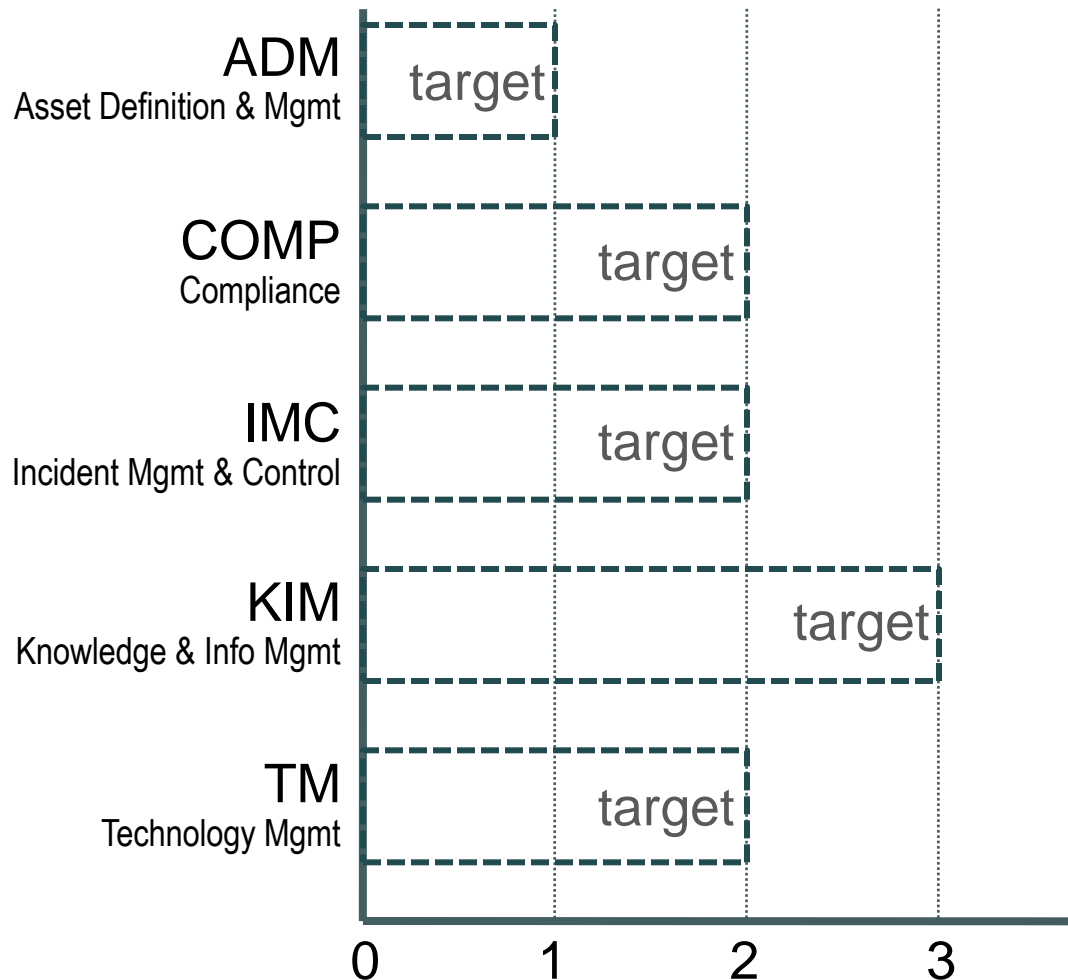 ADM
Asset Definition & Mgmt
target
COMP
Compliance
target
IMC
Incident Mgmt & Control
target
KIM
Knowledge & Info Mgmt
target
TM
Technology Mgmt
target
0 1 2 3